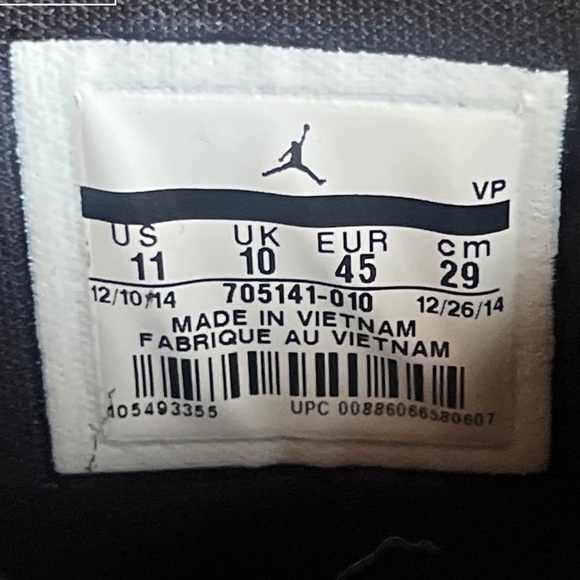 VP
US UK EUR cm
11 10 45 29
12/10/14 705141-010 12/26/14
MADE IN VIETNAM
FABRIQUE AU VIETNAM
UPC 00886066580607